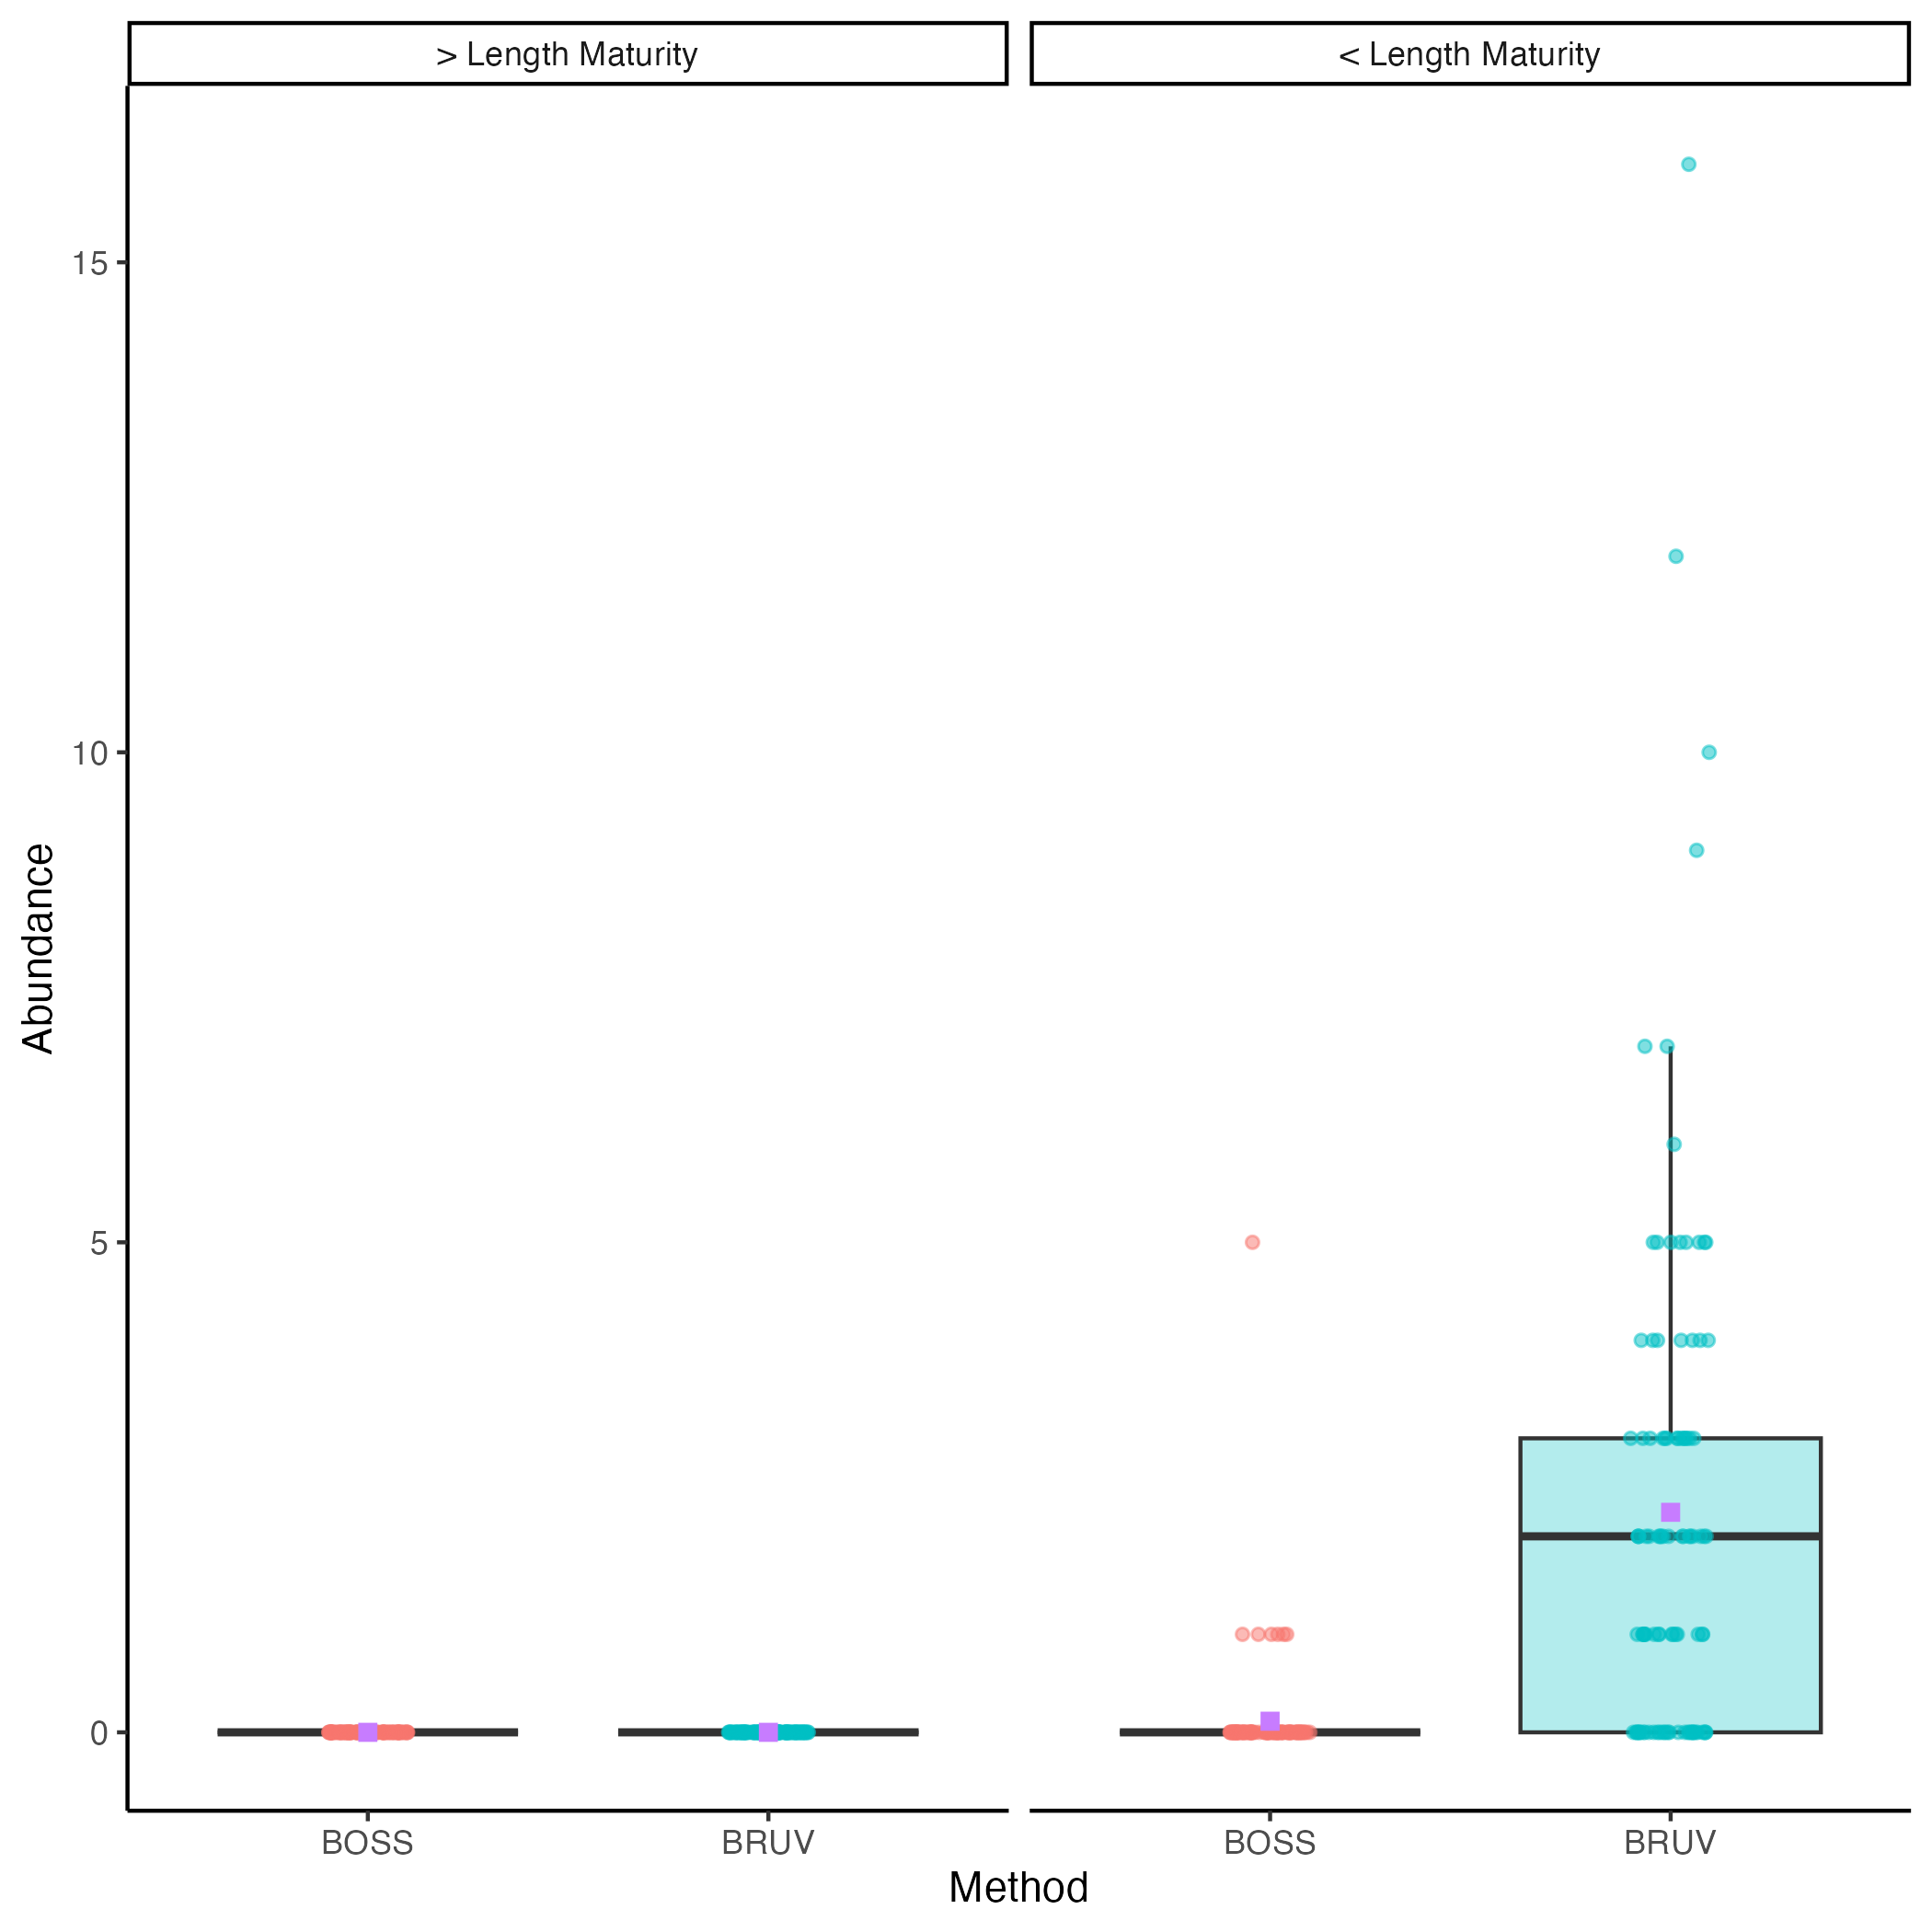 > Length Maturity
< Length Maturity
15
10
5
0
Abundance
BOSS
BRUV
BOSS
BRUV
Method